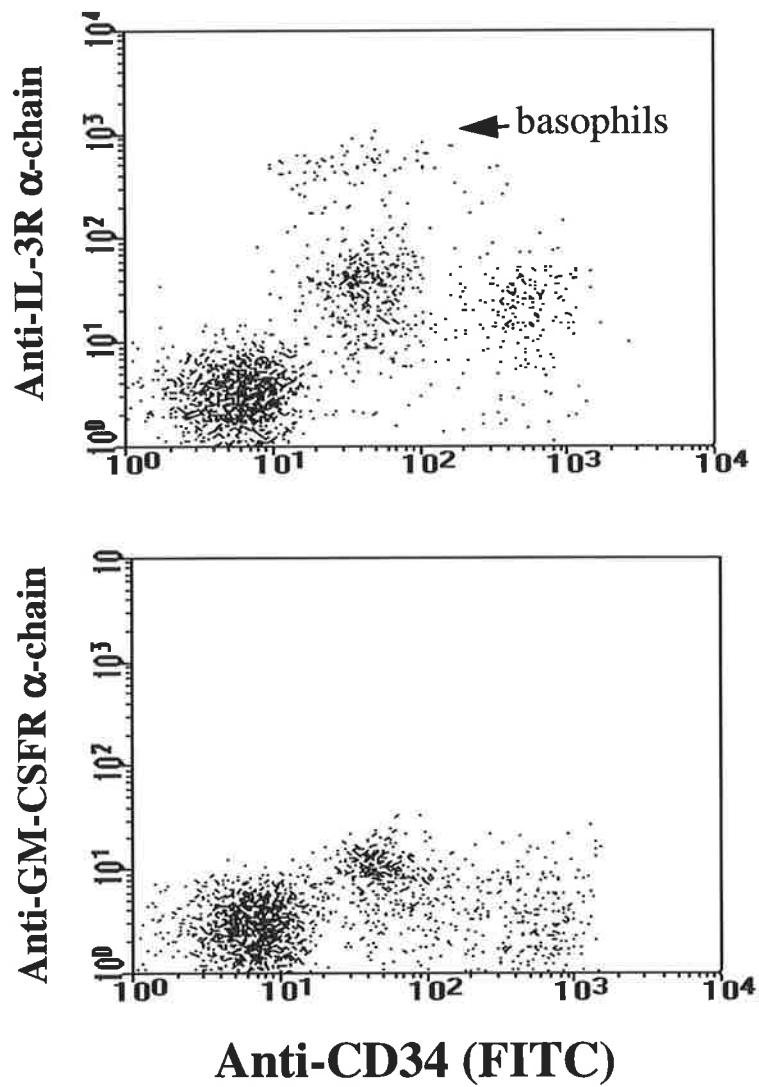 10⁴
10³
basophils
10²
10¹
10⁰
Anti-IL-3R α-chain
10⁰ 10¹ 10² 10³ 10⁴
10
10³
10²
10¹
10⁰
Anti-GM-CSFR α-chain
10⁰ 10¹ 10² 10³ 10⁴
Anti-CD34 (FITC)